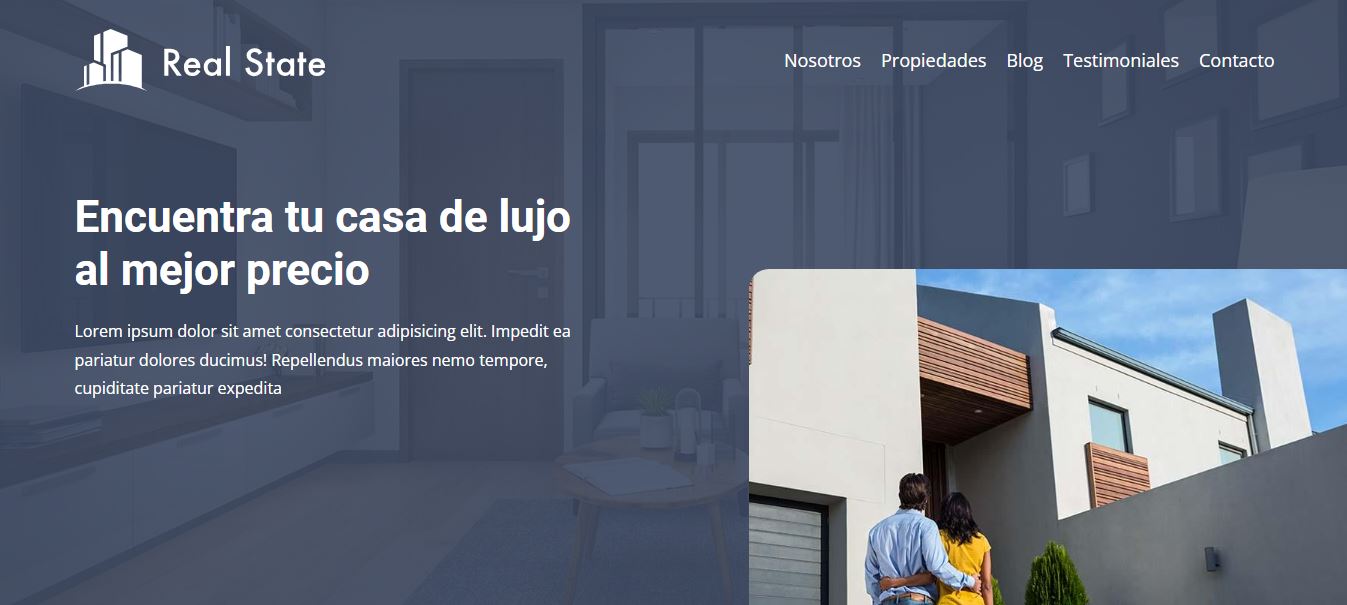 Real State
Nosotros Propiedades Blog Testimoniales Contacto
Encuentra tu casa de lujo
al mejor precio
Lorem ipsum dolor sit amet consectetur adipisicing elit. Impedit ea
pariatur dolores ducimus! Repellendus maiores nemo tempore,
cupiditate pariatur expedita